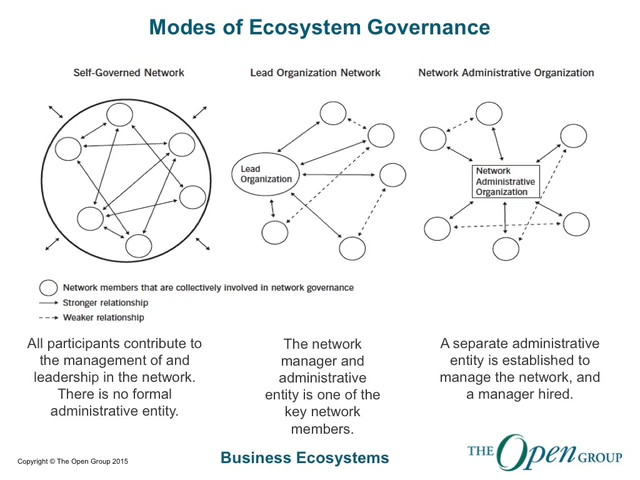 Modes of Ecosystem Governance
Self-Governed Network
Lead Organization Network
Network Administrative Organization
Lead
Organization
Network
Administrative
Organization
Network members that are collectively involved in network governance
Stronger relationship
Weaker relationship
All participants contribute to
the management of and
leadership in the network.
There is no formal
administrative entity.
The network
manager and
administrative
entity is one of the
key network
members.
A separate administrative
entity is established to
manage the network, and
a manager hired.
Copyright © The Open Group 2015
Business Ecosystems
THE Open GROUP